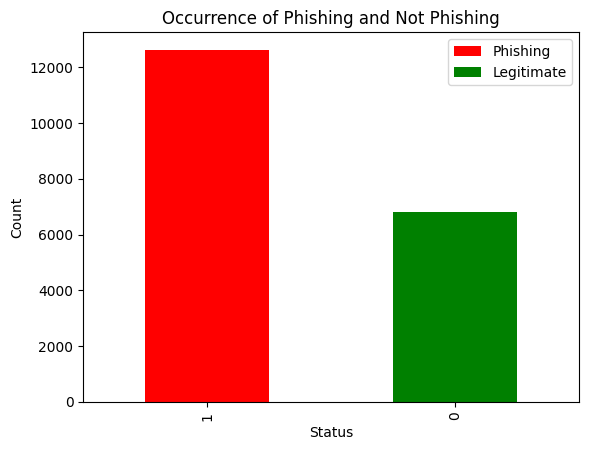 Occurrence of Phishing and Not Phishing
Phishing
Legitimate
12000
10000
8000
6000
4000
2000
0
Count
1
0
Status